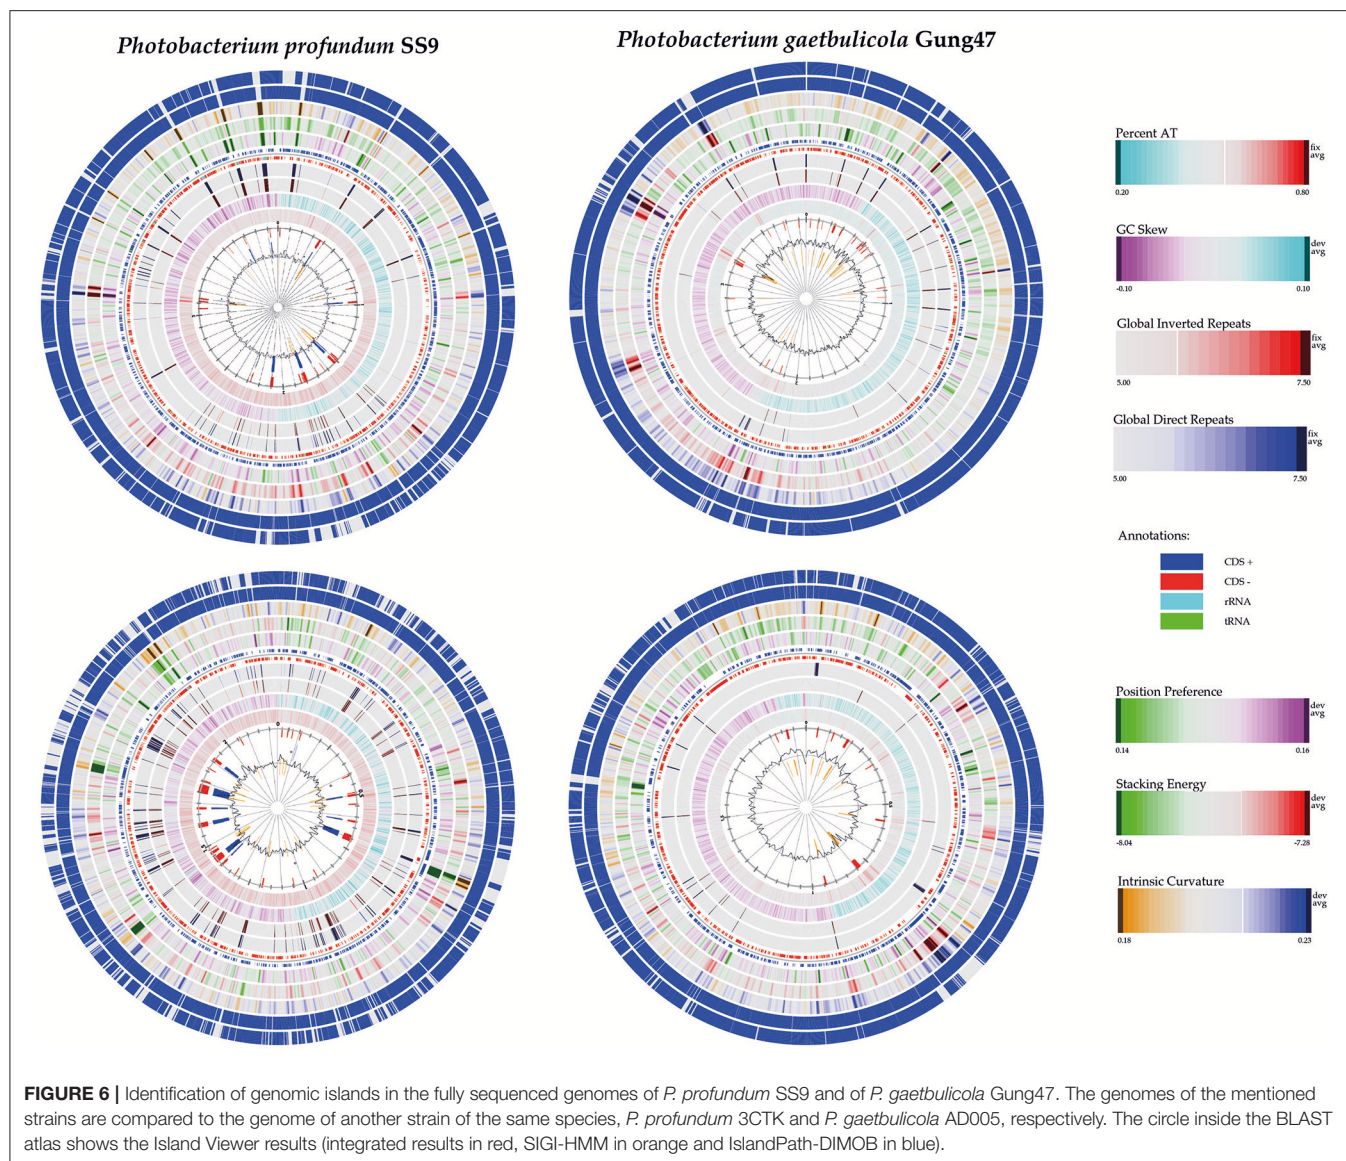 Photobacterium profundum SS9
Photobacterium gaetbulicola Gung47
Percent AT
fix
avg
0.20
0.80
GC Skew
dev
avg
-0.10
0.10
Global Inverted Repeats
fix
avg
5.00
7.50
Global Direct Repeats
fix
avg
5.00
7.50
Annotations:
CDS +
CDS -
rRNA
tRNA
Position Preference
dev
avg
0.14
0.16
Stacking Energy
dev
avg
-8.04
-7.28
Intrinsic Curvature
dev
avg
0.18
0.23
FIGURE 6 | Identification of genomic islands in the fully sequenced genomes of P. profundum SS9 and of P. gaetbulicola Gung47. The genomes of the mentioned
strains are compared to the genome of another strain of the same species, P. profundum 3CTK and P. gaetbulicola AD005, respectively. The circle inside the BLAST
atlas shows the Island Viewer results (integrated results in red, SIGI-HMM in orange and IslandPath-DIMOB in blue).